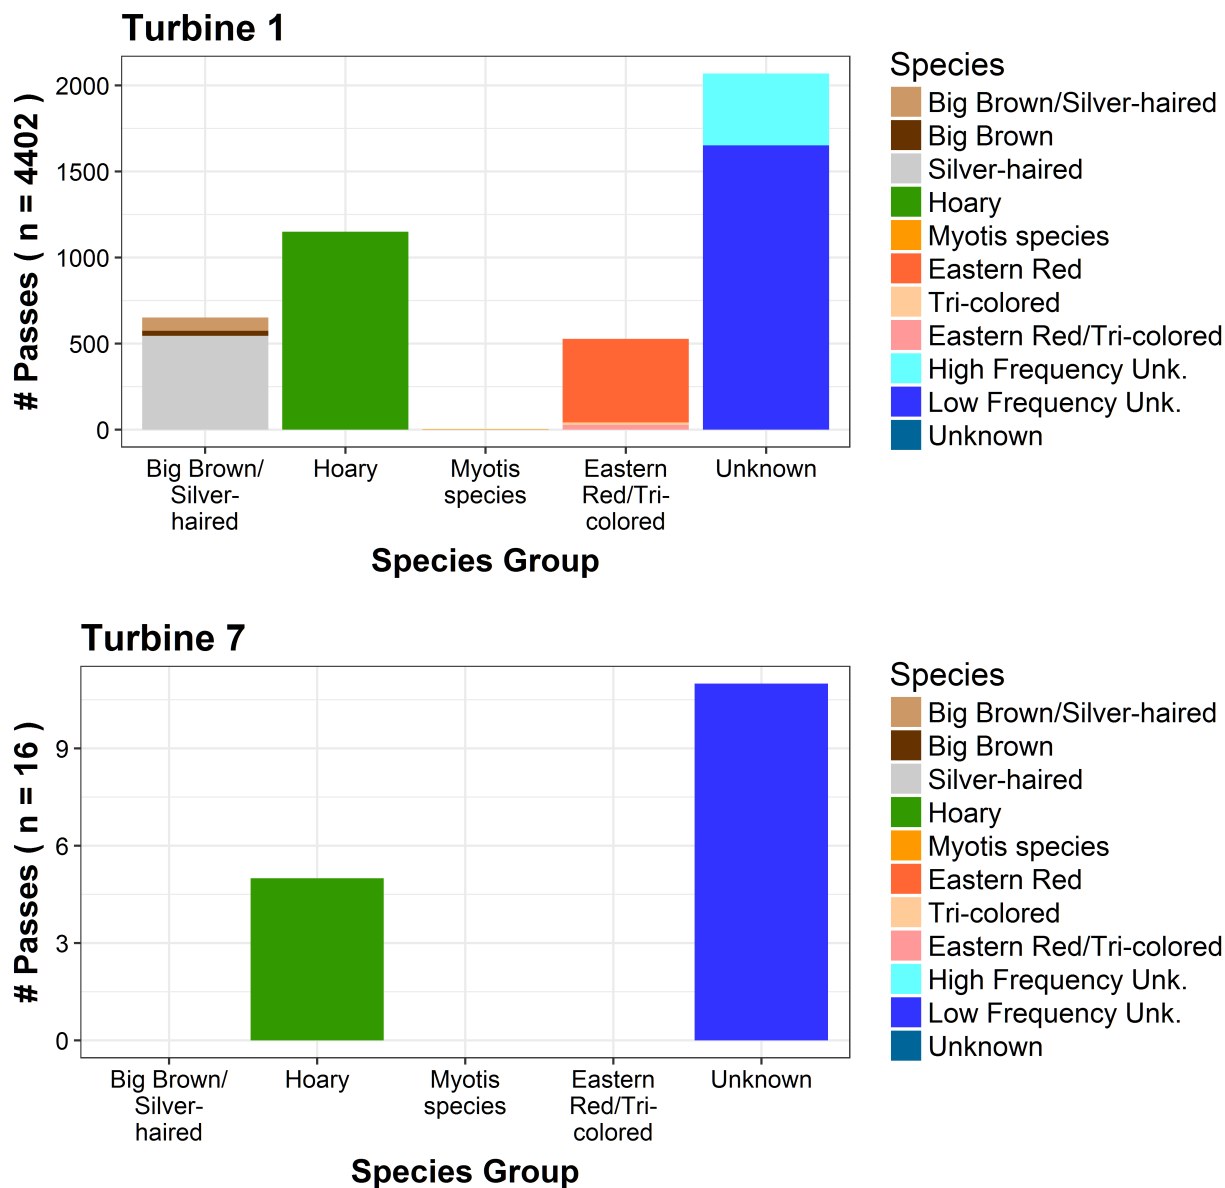 Turbine 1
# Passes ( n = 4402 )
2000
1500
1000
500
0
Big Brown/
Silver-
haired
Hoary
Myotis
species
Eastern
Red/Tri-
colored
Unknown
Species Group
Species
Big Brown/Silver-haired
Big Brown
Silver-haired
Hoary
Myotis species
Eastern Red
Tri-colored
Eastern Red/Tri-colored
High Frequency Unk.
Low Frequency Unk.
Unknown
Turbine 7
# Passes ( n = 16 )
9
6
3
0
Big Brown/
Silver-
haired
Hoary
Myotis
species
Eastern
Red/Tri-
colored
Unknown
Species Group
Species
Big Brown/Silver-haired
Big Brown
Silver-haired
Hoary
Myotis species
Eastern Red
Tri-colored
Eastern Red/Tri-colored
High Frequency Unk.
Low Frequency Unk.
Unknown